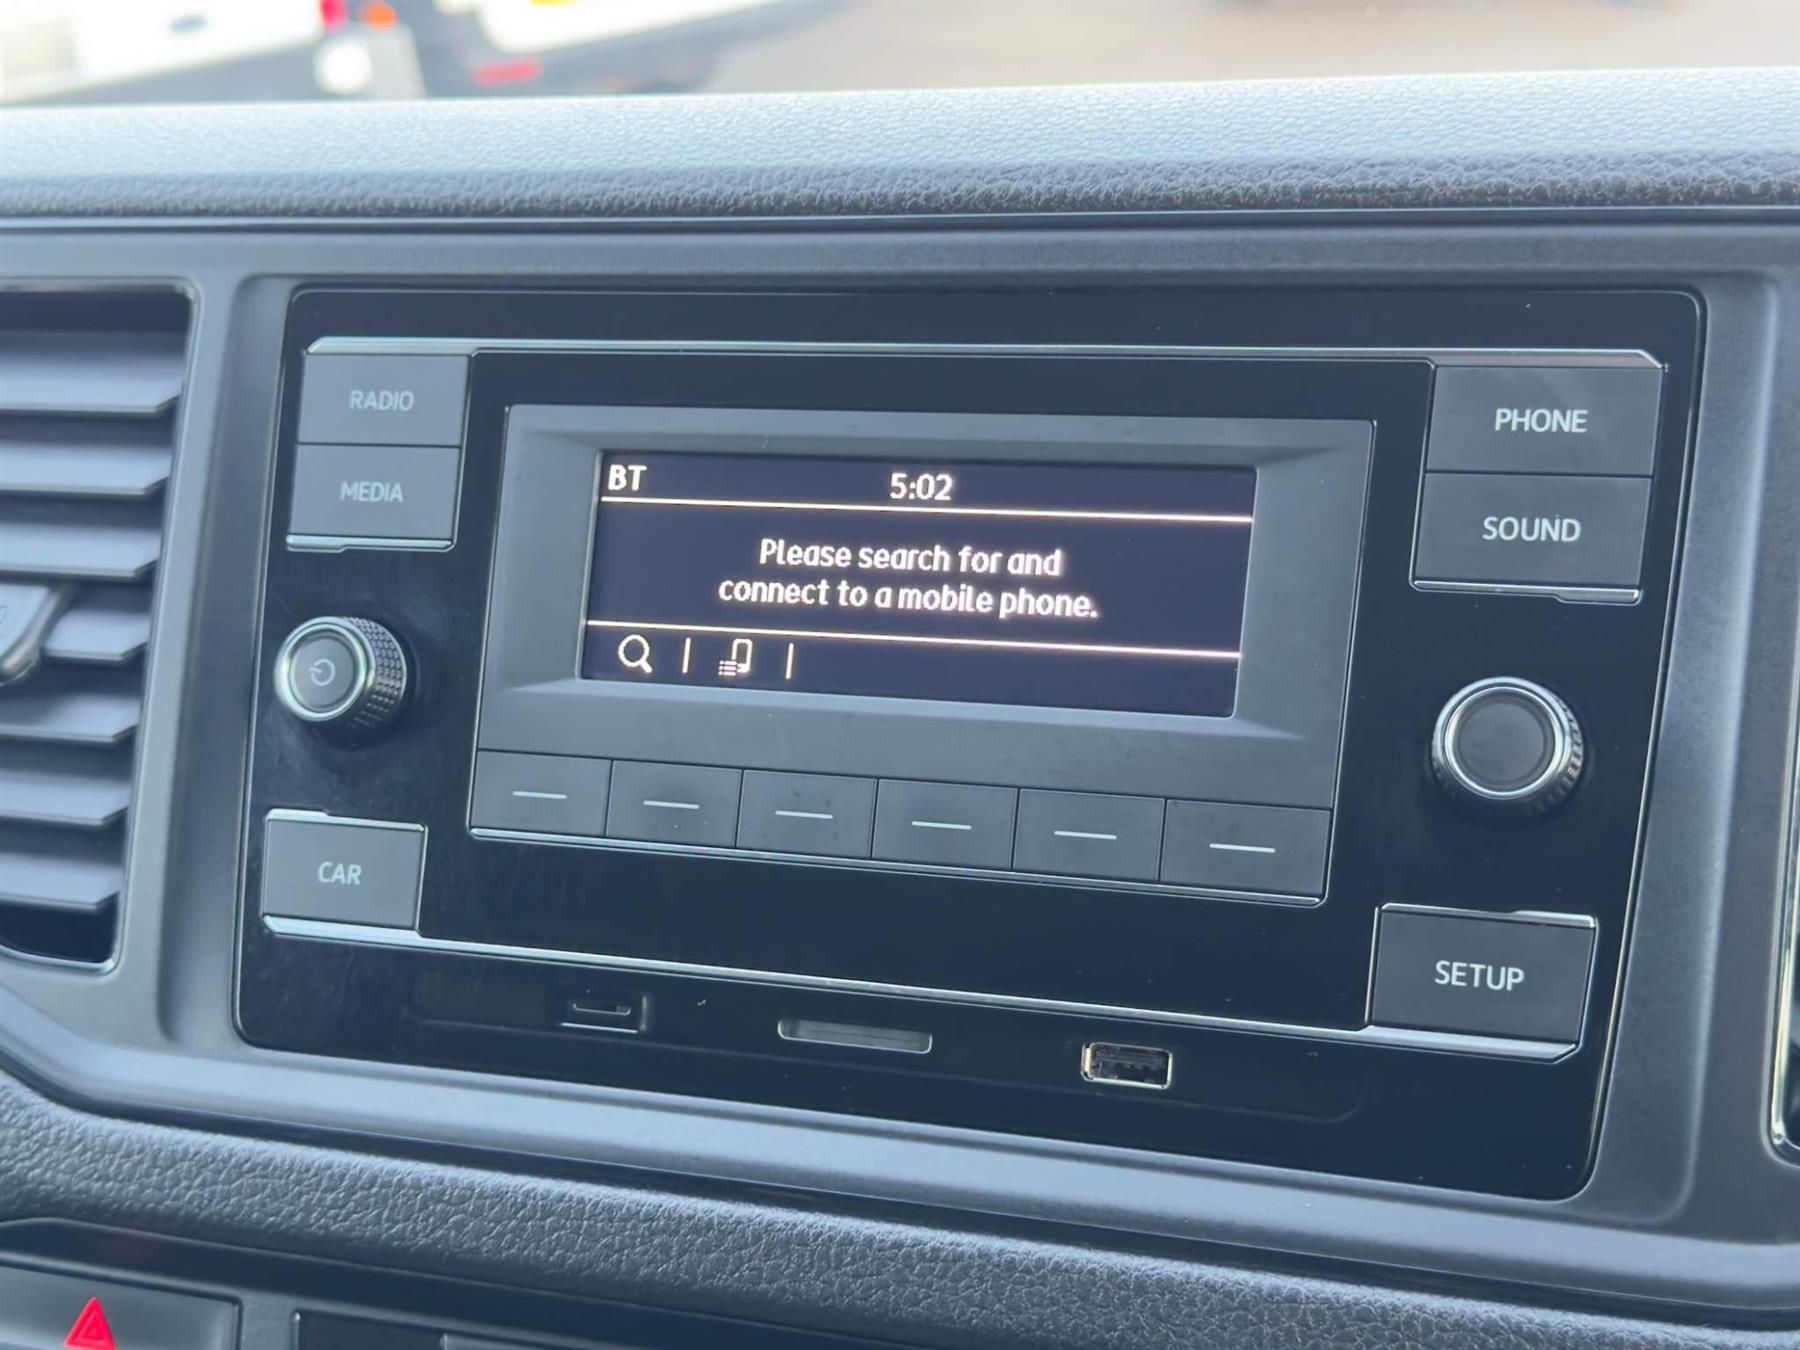 RADIO
MEDIA
BT 5:02
Please search for and
connect to a mobile phone.
PHONE
SOUND
CAR
SETUP